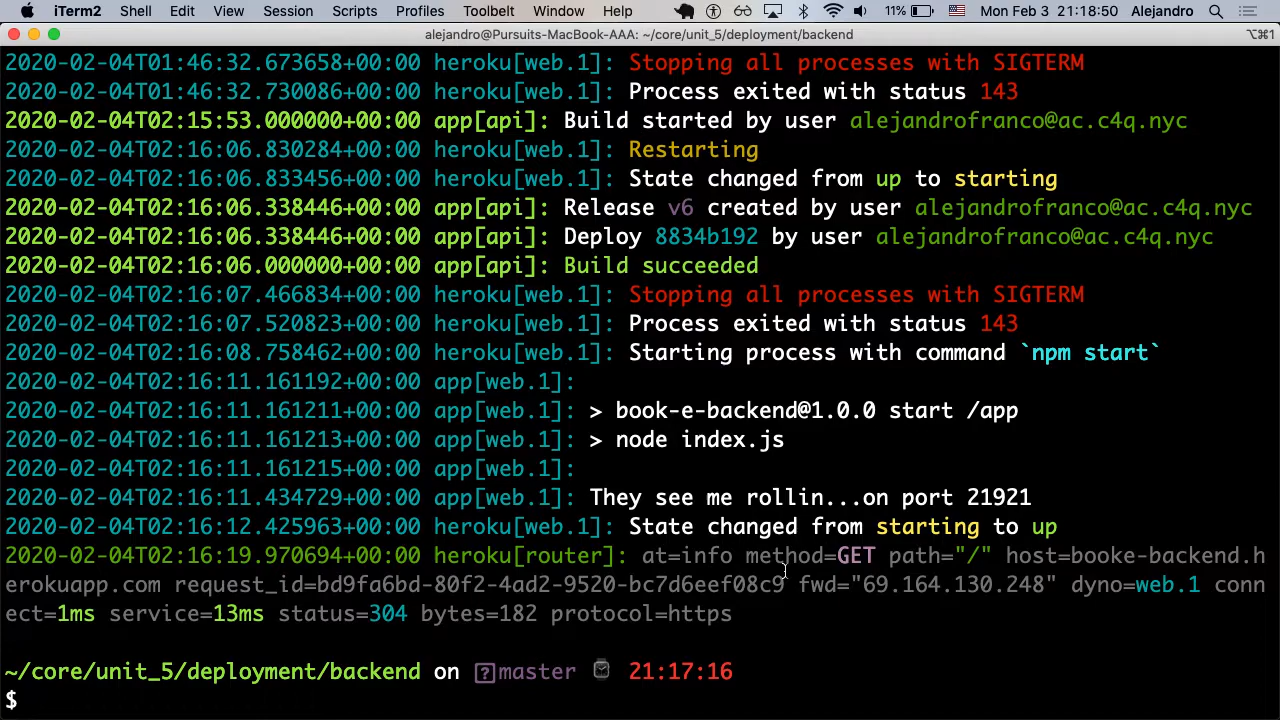 iTerm2 Shell Edit View Session Scripts Profiles Toolbelt Window Help 11% Mon Feb 3 21:18:50 Alejandro
alejandro@Pursuits-MacBook-AAA: ~/core/unit_5/deployment/backend ⌥⌘1
2020-02-04T01:46:32.673658+00:00 heroku[web.1]: Stopping all processes with SIGTERM
2020-02-04T01:46:32.730086+00:00 heroku[web.1]: Process exited with status 143
2020-02-04T02:15:53.000000+00:00 app[api]: Build started by user alejandrofranco@ac.c4q.nyc
2020-02-04T02:16:06.830284+00:00 heroku[web.1]: Restarting
2020-02-04T02:16:06.833456+00:00 heroku[web.1]: State changed from up to starting
2020-02-04T02:16:06.338446+00:00 app[api]: Release v6 created by user alejandrofranco@ac.c4q.nyc
2020-02-04T02:16:06.338446+00:00 app[api]: Deploy 8834b192 by user alejandrofranco@ac.c4q.nyc
2020-02-04T02:16:06.000000+00:00 app[api]: Build succeeded
2020-02-04T02:16:07.466834+00:00 heroku[web.1]: Stopping all processes with SIGTERM
2020-02-04T02:16:07.520823+00:00 heroku[web.1]: Process exited with status 143
2020-02-04T02:16:08.758462+00:00 heroku[web.1]: Starting process with command `npm start`
2020-02-04T02:16:11.161192+00:00 app[web.1]:
2020-02-04T02:16:11.161211+00:00 app[web.1]: > book-e-backend@1.0.0 start /app
2020-02-04T02:16:11.161214+00:00 app[web.1]: > node index.js
2020-02-04T02:16:11.161215+00:00 app[web.1]:
2020-02-04T02:16:11.434729+00:00 app[web.1]: They see me rollin...on port 21921
2020-02-04T02:16:12.425963+00:00 heroku[web.1]: State changed from starting to up
2020-02-04T02:16:19.970694+00:00 heroku[router]: at=info method=GET path="/" host=booke-backend.h
erokuapp.com request_id=bd9fa6bd-80f2-4ad2-9520-bc7d6eef08c9 fwd="69.164.130.248" dyno=web.1 conn
ect=1ms service=13ms status=304 bytes=182 protocol=https
~/core/unit_5/deployment/backend on ?master 21:17:16
$